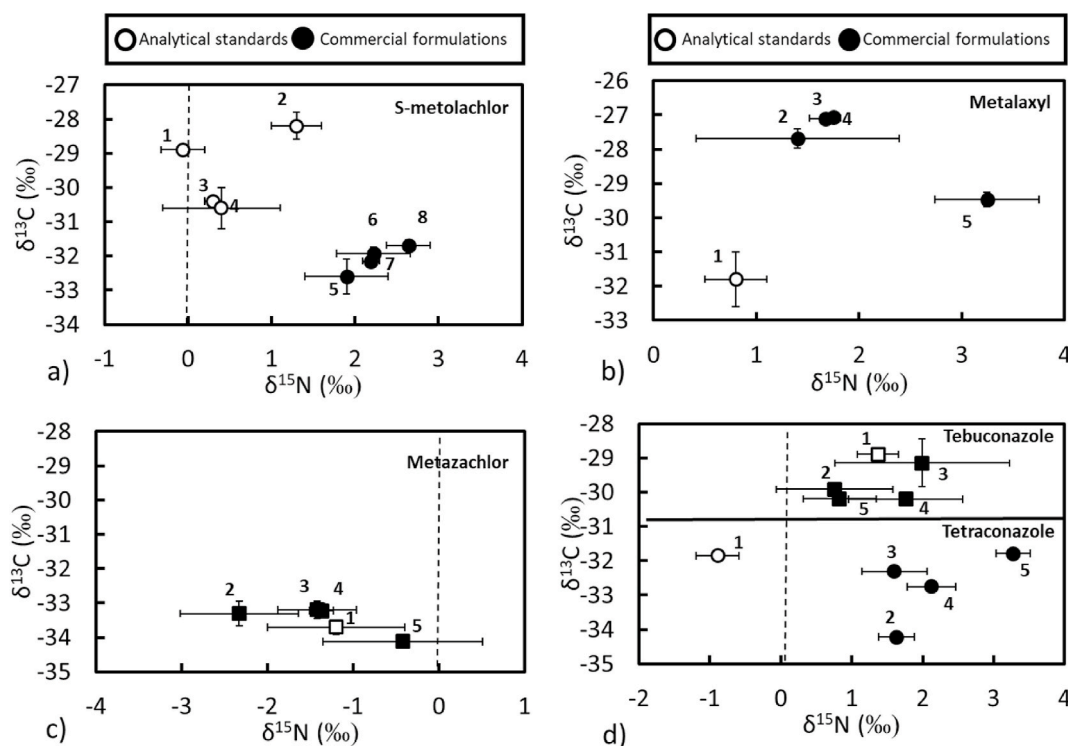 Analytical standards Commercial formulations
Analytical standards Commercial formulations
S-metolachlor
-27
-28
-29
-30
-31
-32
-33
-34
δ¹³C (‰)
1
2
3
4
5
6
7
8
-1 0 1 2 3 4
a)
δ¹⁵N (‰)
Metalaxyl
-26
-27
-28
-29
-30
-31
-32
-33
δ¹³C (‰)
1
2
3
4
5
0 1 2 3 4
b)
δ¹⁵N (‰)
Metazachlor
-28
-29
-30
-31
-32
-33
-34
-35
δ¹³C (‰)
2
3
4
1
5
-4 -3 -2 -1 0 1
c)
δ¹⁵N (‰)
Tebuconazole
-28
-29
-30
-31
-32
-33
-34
-35
δ¹³C (‰)
1
2
3
5
4
Tetraconazole
1
3
5
4
2
-2 -1 0 1 2 3 4
d)
δ¹⁵N (‰)